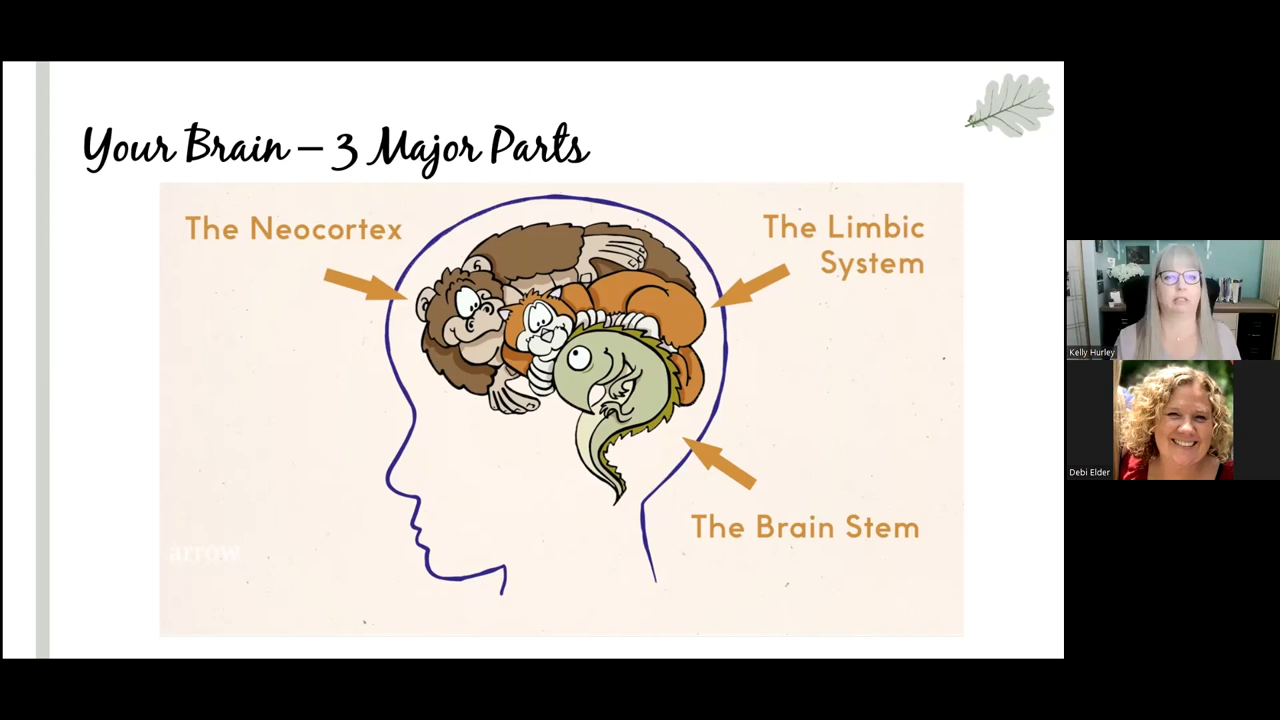 Your Brain – 3 Major Parts
The Neocortex
The Limbic
System
The Brain Stem
arrow
Kelly Hurley
Debi Elder